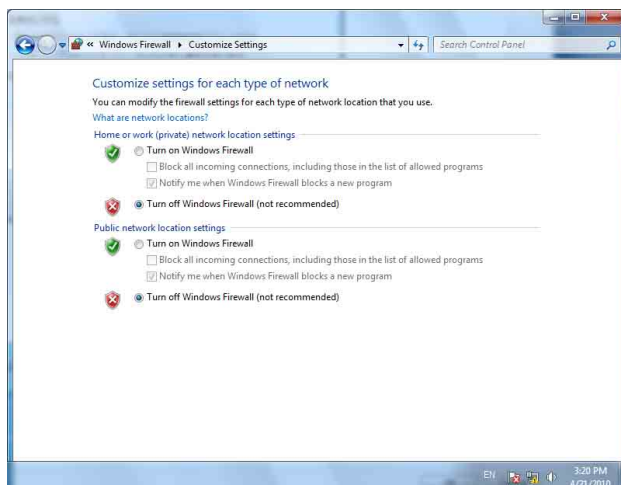 « Windows Firewall ▸ Customize Settings
Search Control Panel
Customize settings for each type of network
You can modify the firewall settings for each type of network location that you use.
What are network locations?
Home or work (private) network location settings
Turn on Windows Firewall
Block all incoming connections, including those in the list of allowed programs
Notify me when Windows Firewall blocks a new program
Turn off Windows Firewall (not recommended)
Public network location settings
Turn on Windows Firewall
Block all incoming connections, including those in the list of allowed programs
Notify me when Windows Firewall blocks a new program
Turn off Windows Firewall (not recommended)
EN
3:20 PM
4/21/2010